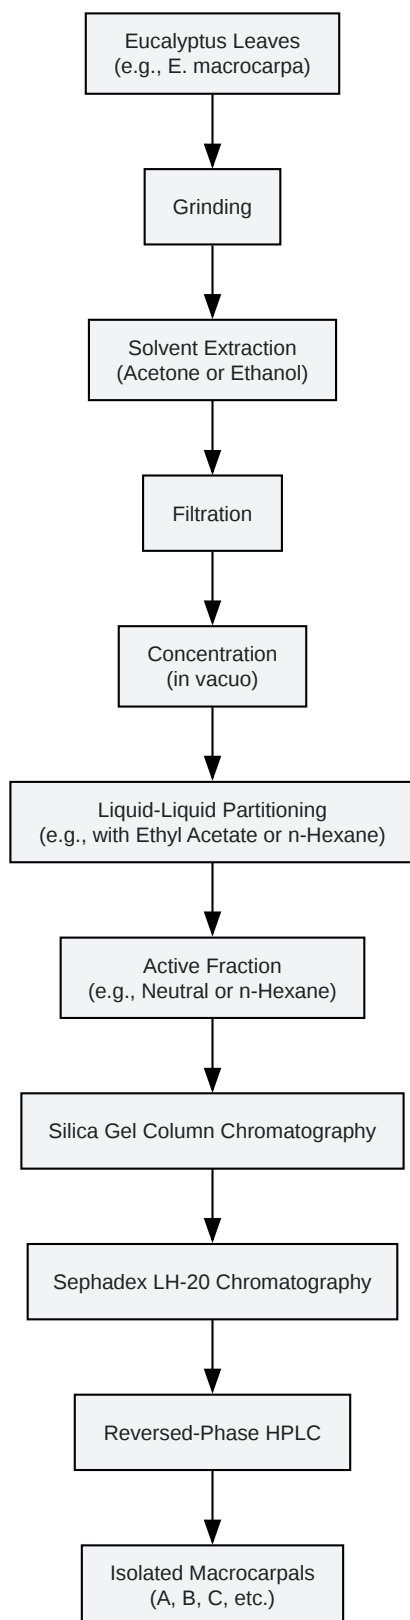 Eucalyptus Leaves
(e.g., E. macrocarpa)
Grinding
Solvent Extraction
(Acetone or Ethanol)
Filtration
Concentration
(in vacuo)
Liquid-Liquid Partitioning
(e.g., with Ethyl Acetate or n-Hexane)
Active Fraction
(e.g., Neutral or n-Hexane)
Silica Gel Column Chromatography
Sephadex LH-20 Chromatography
Reversed-Phase HPLC
Isolated Macrocarpals
(A, B, C, etc.)